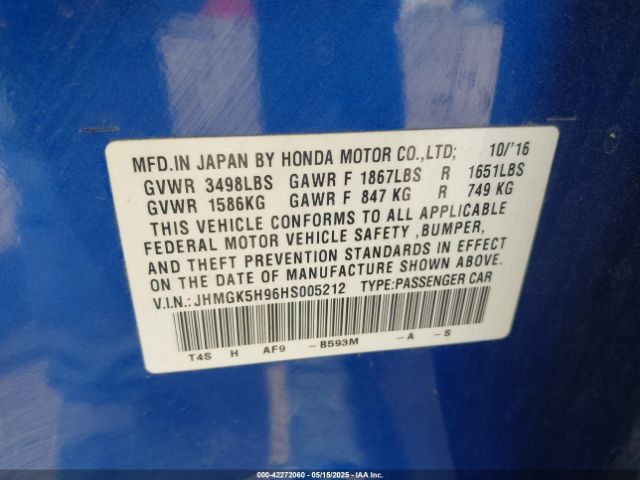 MFD.IN JAPAN BY HONDA MOTOR CO.,LTD; 10/'16
GVWR 3498LBS GAWR F 1867LBS R 1651LBS
GVWR 1586KG GAWR F 847 KG R 749 KG
THIS VEHICLE CONFORMS TO ALL APPLICABLE
FEDERAL MOTOR VEHICLE SAFETY ,BUMPER,
AND THEFT PREVENTION STANDARDS IN EFFECT
ON THE DATE OF MANUFACTURE SHOWN ABOVE.
V.I.N.: JHMGK5H96HS005212 TYPE:PASSENGER CAR
T4S H AF9 -B593M -A -S
000-42272060 - 05/15/2025 - IAA Inc.